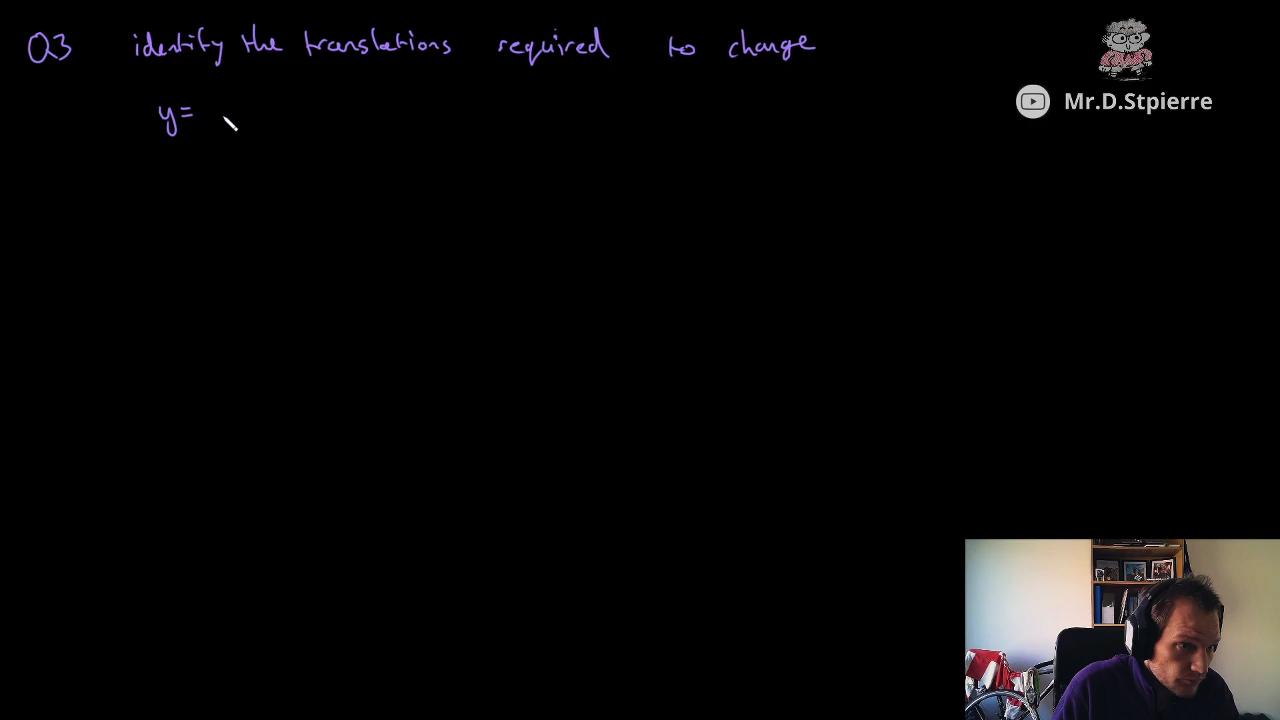 Q3 identify the translations required to change
y=
Mr.D.Stpierre